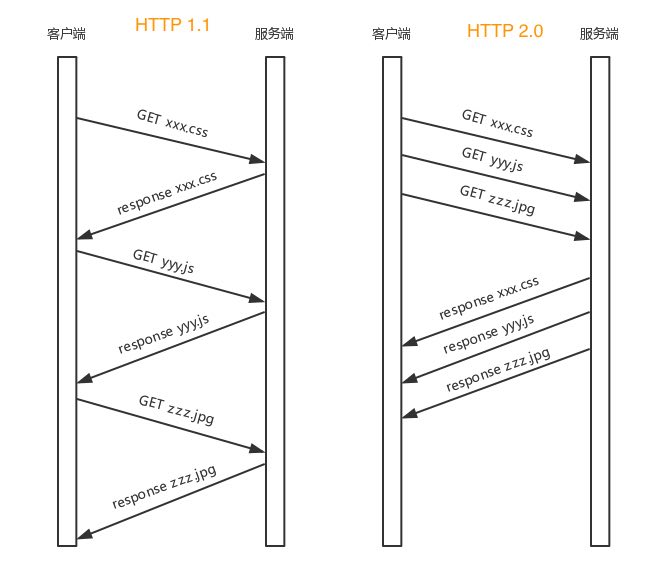 HTTP 1.1
客户端
服务端
GET xxx.css
response xxx.css
GET yyy.js
response yyy.js
GET zzz.jpg
response zzz.jpg
HTTP 2.0
客户端
服务端
GET xxx.css
GET yyy.js
GET zzz.jpg
response xxx.css
response yyy.js
response zzz.jpg